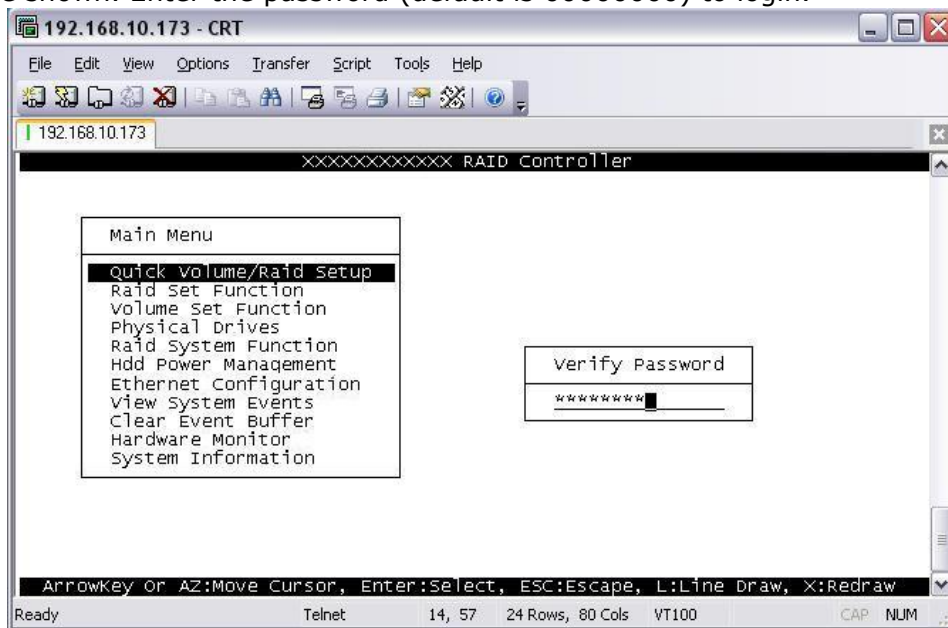 192.168.10.173 - CRT
File Edit View Options Transfer Script Tools Help
192.168.10.173
XXXXXXXXXXXX RAID Controller
Main Menu
Quick Volume/Raid Setup
Raid Set Function
Volume Set Function
Physical Drives
Raid System Function
Hdd Power Management
Ethernet Configuration
View System Events
Clear Event Buffer
Hardware Monitor
System Information
Verify Password
********
ArrowKey Or AZ:Move Cursor, Enter:Select, ESC:Escape, L:Line Draw, X:Redraw
Ready Telnet 14, 57 24 Rows, 80 Cols VT100 CAP NUM